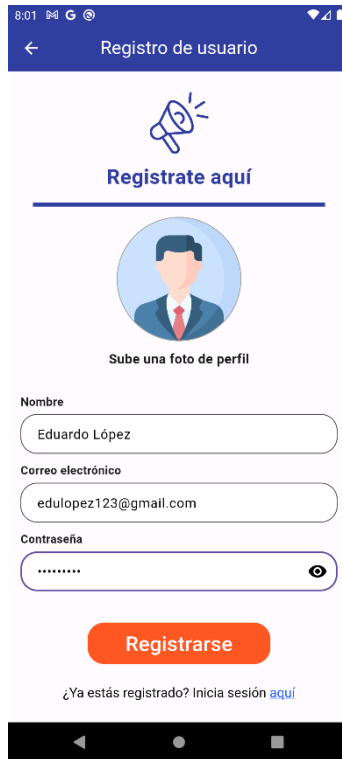 8:01 G
Registro de usuario
Registrate aquí
Sube una foto de perfil
Nombre
Eduardo López
Correo electrónico
edulopez123@gmail.com
Contraseña
•••••••••
Registrarse
¿Ya estás registrado? Inicia sesión aquí